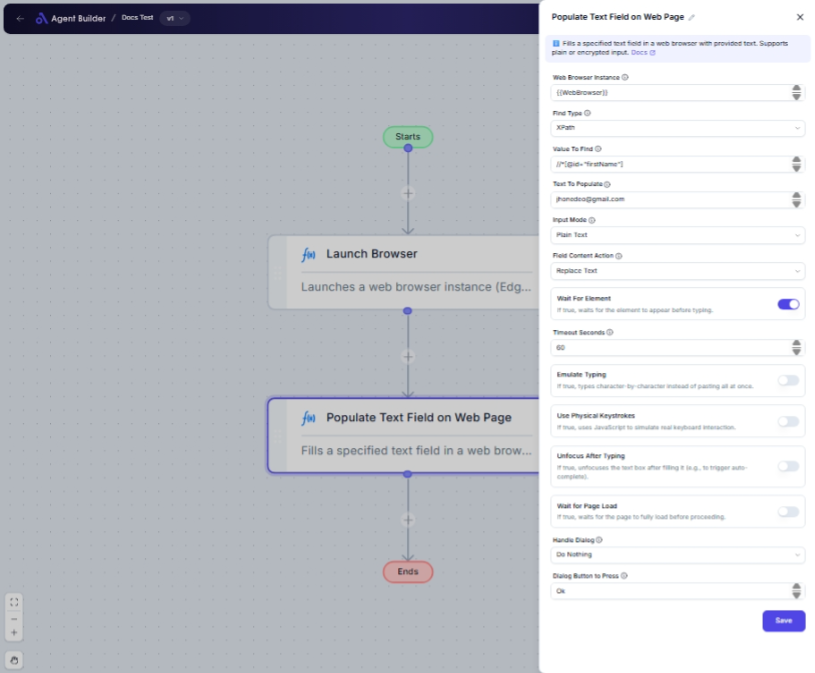 Agent Builder / Docs Test v1
Starts
Launch Browser
Launches a web browser instance (Edg...
Populate Text Field on Web Page
Fills a specified text field in a web brow...
Ends
Populate Text Field on Web Page
Fills a specified text field in a web browser with provided text. Supports
plain or encrypted input. Docs
Web Browser Instance
{{WebBrowser}}
Find Type
XPath
Value To Find
//*[@id="firstName"]
Text To Populate
jhonodeo@gmail.com
Input Mode
Plain Text
Field Content Action
Replace Text
Wait For Element
If true, waits for the element to appear before typing.
Timeout Seconds
60
Emulate Typing
If true, types character-by-character instead of pasting all at once.
Use Physical Keystrokes
If true, uses JavaScript to simulate real keyboard interaction.
Unfocus After Typing
If true, unfocuses the text box after filling it (e.g., to trigger auto-
complete).
Wait for Page Load
If true, waits for the page to fully load before proceeding.
Handle Dialog
Do Nothing
Dialog Button to Press
Ok
Save